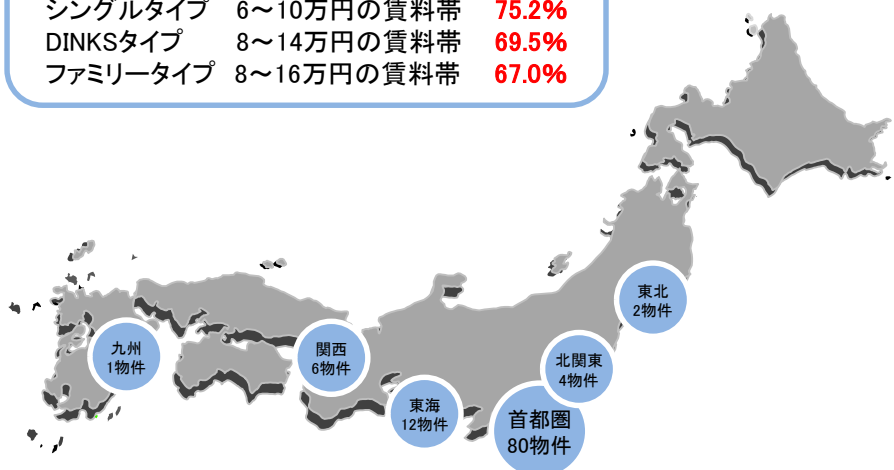 シングルタイプ 6～10万円の賃料帯 75.2%
DINKSタイプ 8～14万円の賃料帯 69.5%
ファミリータイプ 8～16万円の賃料帯 67.0%
東北
2物件
北関東
4物件
首都圏
80物件
東海
12物件
関西
6物件
九州
1物件